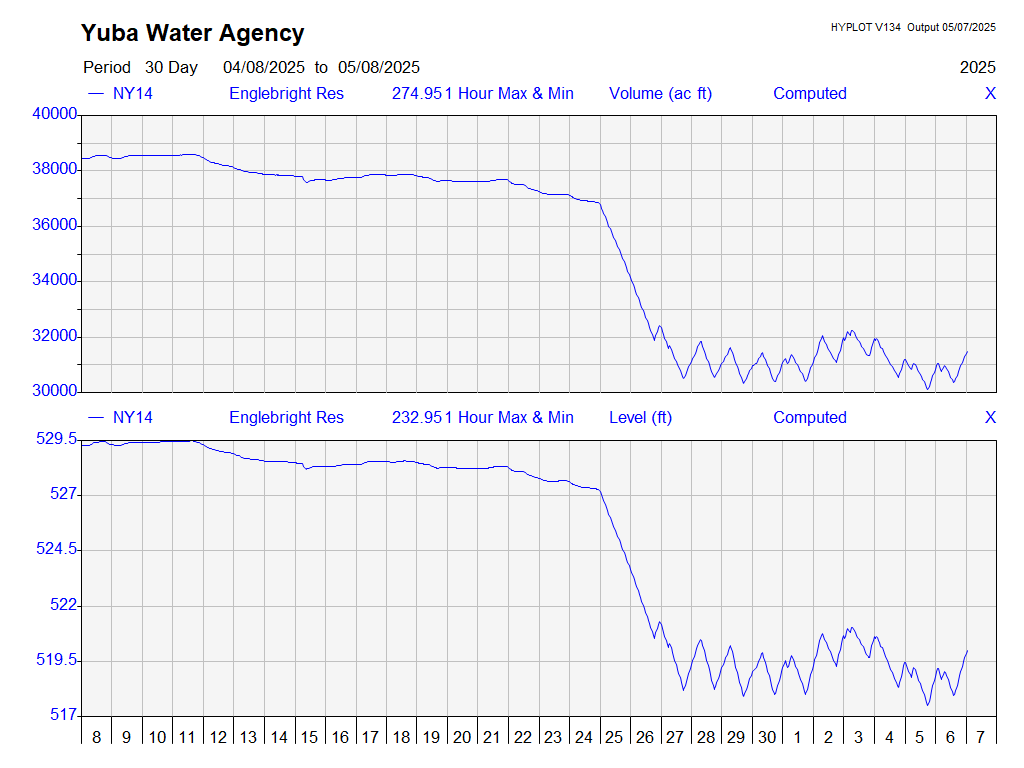 Yuba Water Agency
HYPLOT V134 Output 05/07/2025
Period 30 Day 04/08/2025 to 05/08/2025 2025
NY14 Englebright Res 274.951 Hour Max & Min Volume (ac ft) Computed X
40000
38000
36000
34000
32000
30000
NY14 Englebright Res 232.951 Hour Max & Min Level (ft) Computed X
529.5
527
524.5
522
519.5
517
8 9 10 11 12 13 14 15 16 17 18 19 20 21 22 23 24 25 26 27 28 29 30 1 2 3 4 5 6 7